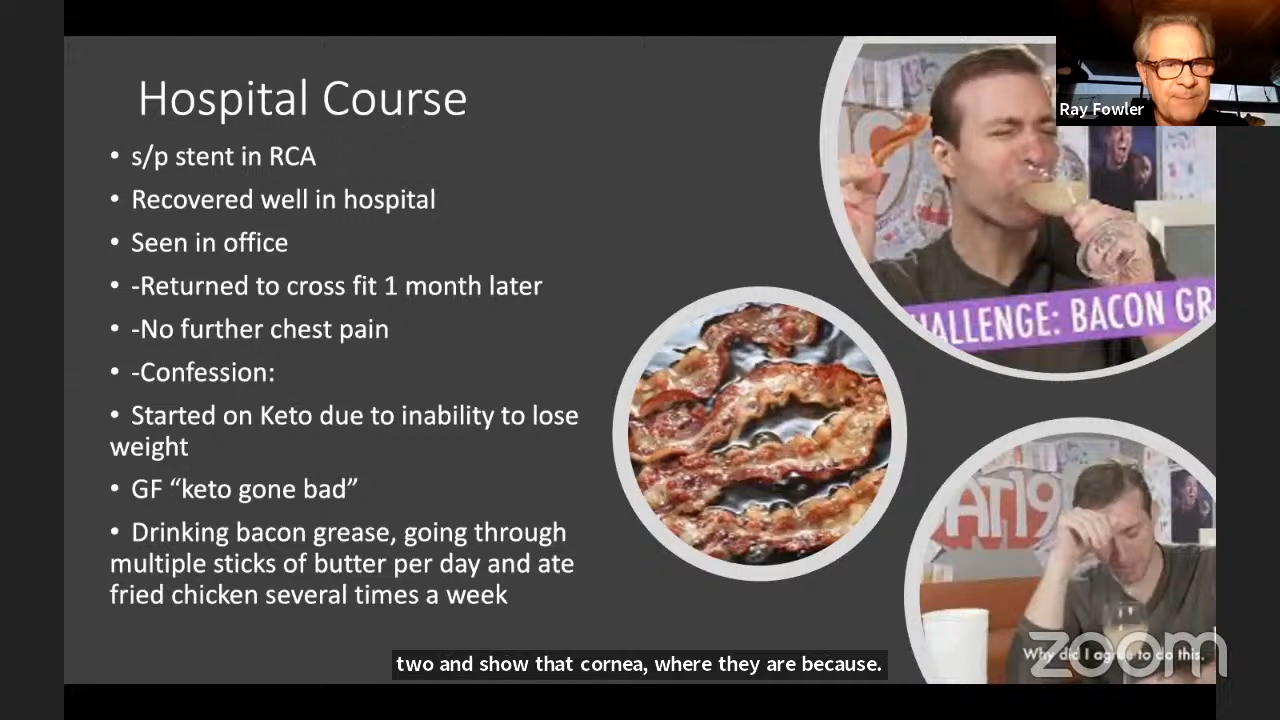 Hospital Course
• s/p stent in RCA
• Recovered well in hospital
• Seen in office
• -Returned to cross fit 1 month later
• -No further chest pain
• -Confession:
• Started on Keto due to inability to lose
weight
• GF “keto gone bad”
• Drinking bacon grease, going through
multiple sticks of butter per day and ate
fried chicken several times a week
Ray Fowler
HALLENGE: BACON GR
AT19
Why did I agree to do this.
zoom
two and show that cornea, where they are because.